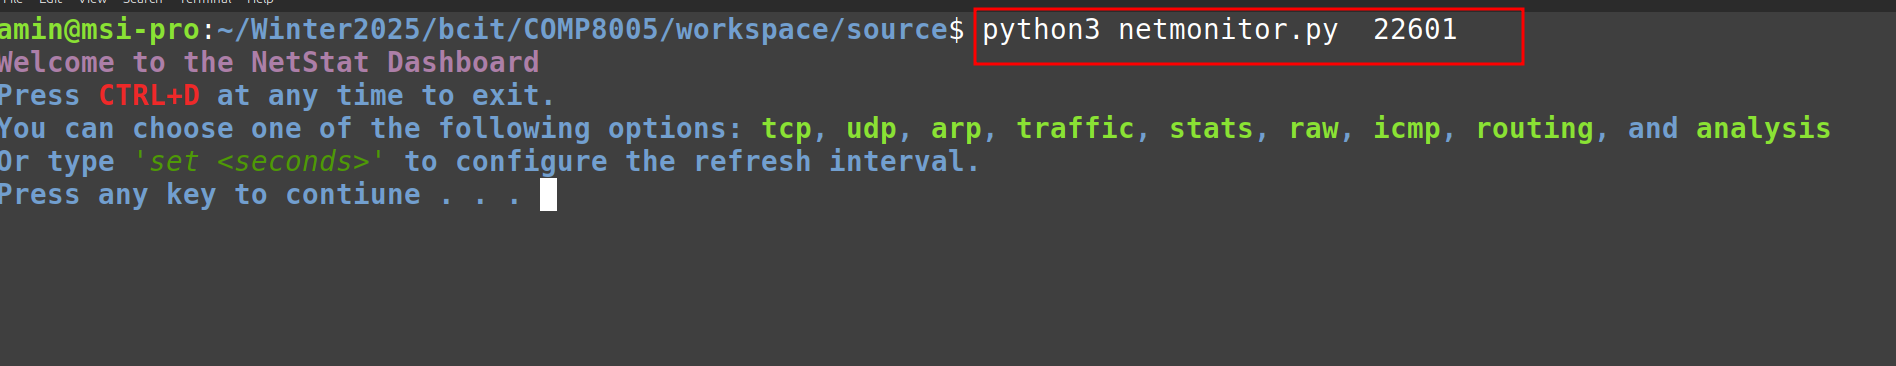 File Edit View Search Terminal Help
amin@msi-pro:~/Winter2025/bcit/COMP8005/workspace/source$ python3 netmonitor.py  22601
Welcome to the NetStat Dashboard
Press CTRL+D at any time to exit.
You can choose one of the following options: tcp, udp, arp, traffic, stats, raw, icmp, routing, and analysis
Or type 'set <seconds>' to configure the refresh interval.
Press any key to contiune . . .